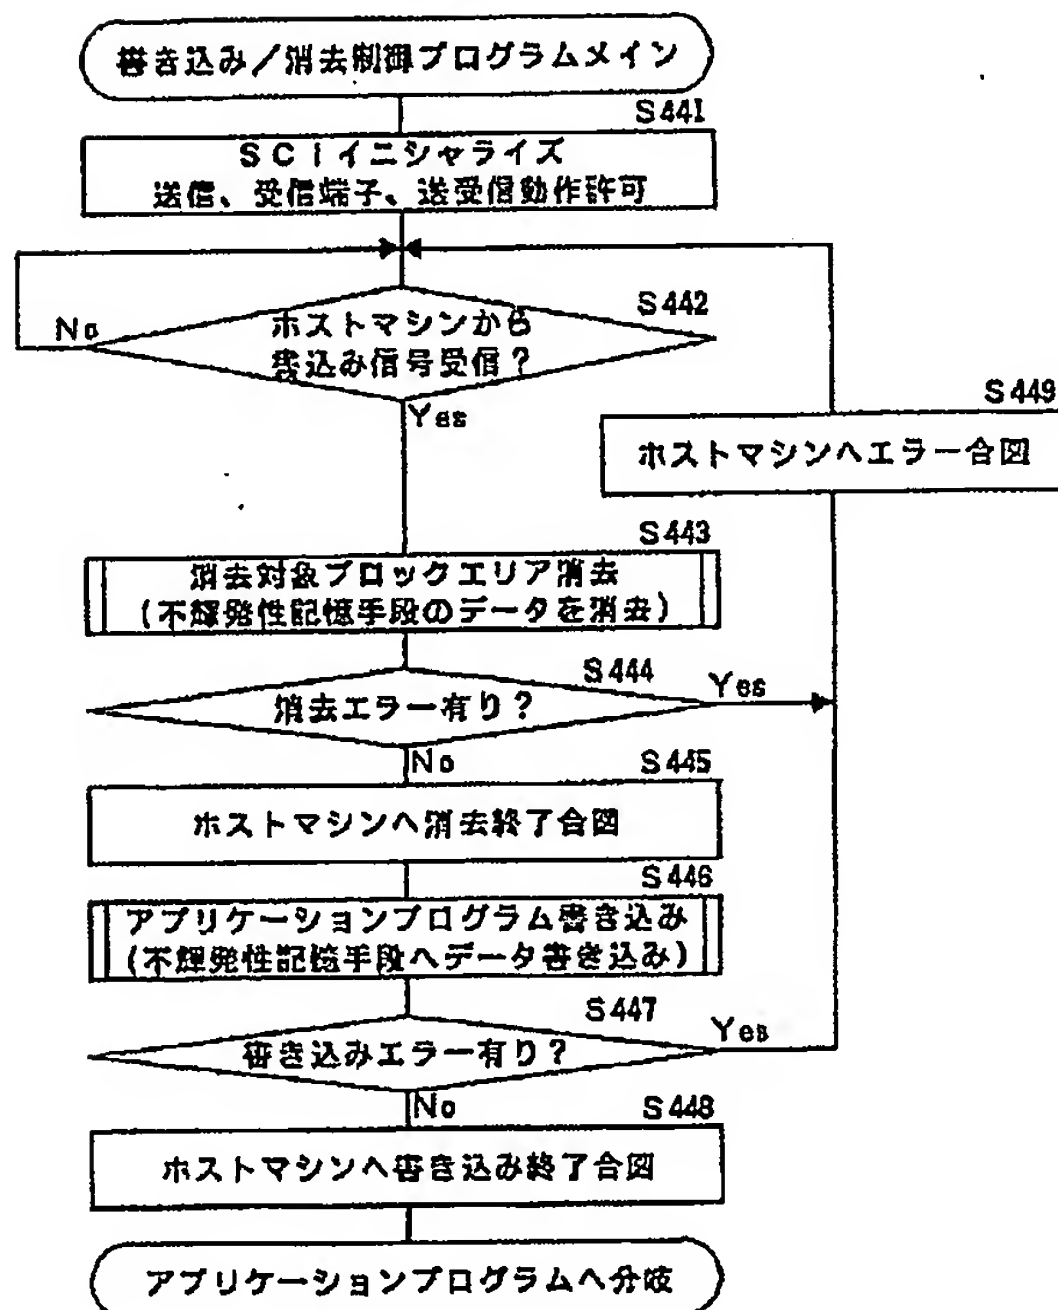 書き込み/消去制御プログラムメイン
S441
SCIイニシャライズ
送信、受信端子、送受信動作許可
S442
No
ホストマシンから
書込み信号受信?
Yes
S449
ホストマシンへエラー合図
S443
消去対象ブロックエリア消去
(不輝発性記憶手段のデータを消去)
S444
Yes
消去エラー有り?
No
S445
ホストマシンへ消去終了合図
S446
アプリケーションプログラム書き込み
(不輝発性記憶手段へデータ書き込み)
S447
Yes
書き込みエラー有り?
No
S448
ホストマシンへ書き込み終了合図
アプリケーションプログラムへ分岐